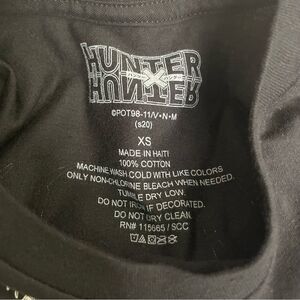 HUNTER
X
HUNTER
©POT98-11/V•N•M
(s20)
XS
MADE IN HAITI
100% COTTON
MACHINE WASH COLD WITH LIKE COLORS
ONLY NON-CHLORINE BLEACH WHEN NEEDED.
TUMBLE DRY LOW.
DO NOT IRON IF DECORATED.
DO NOT DRY CLEAN.
RN# 115665 / SCC